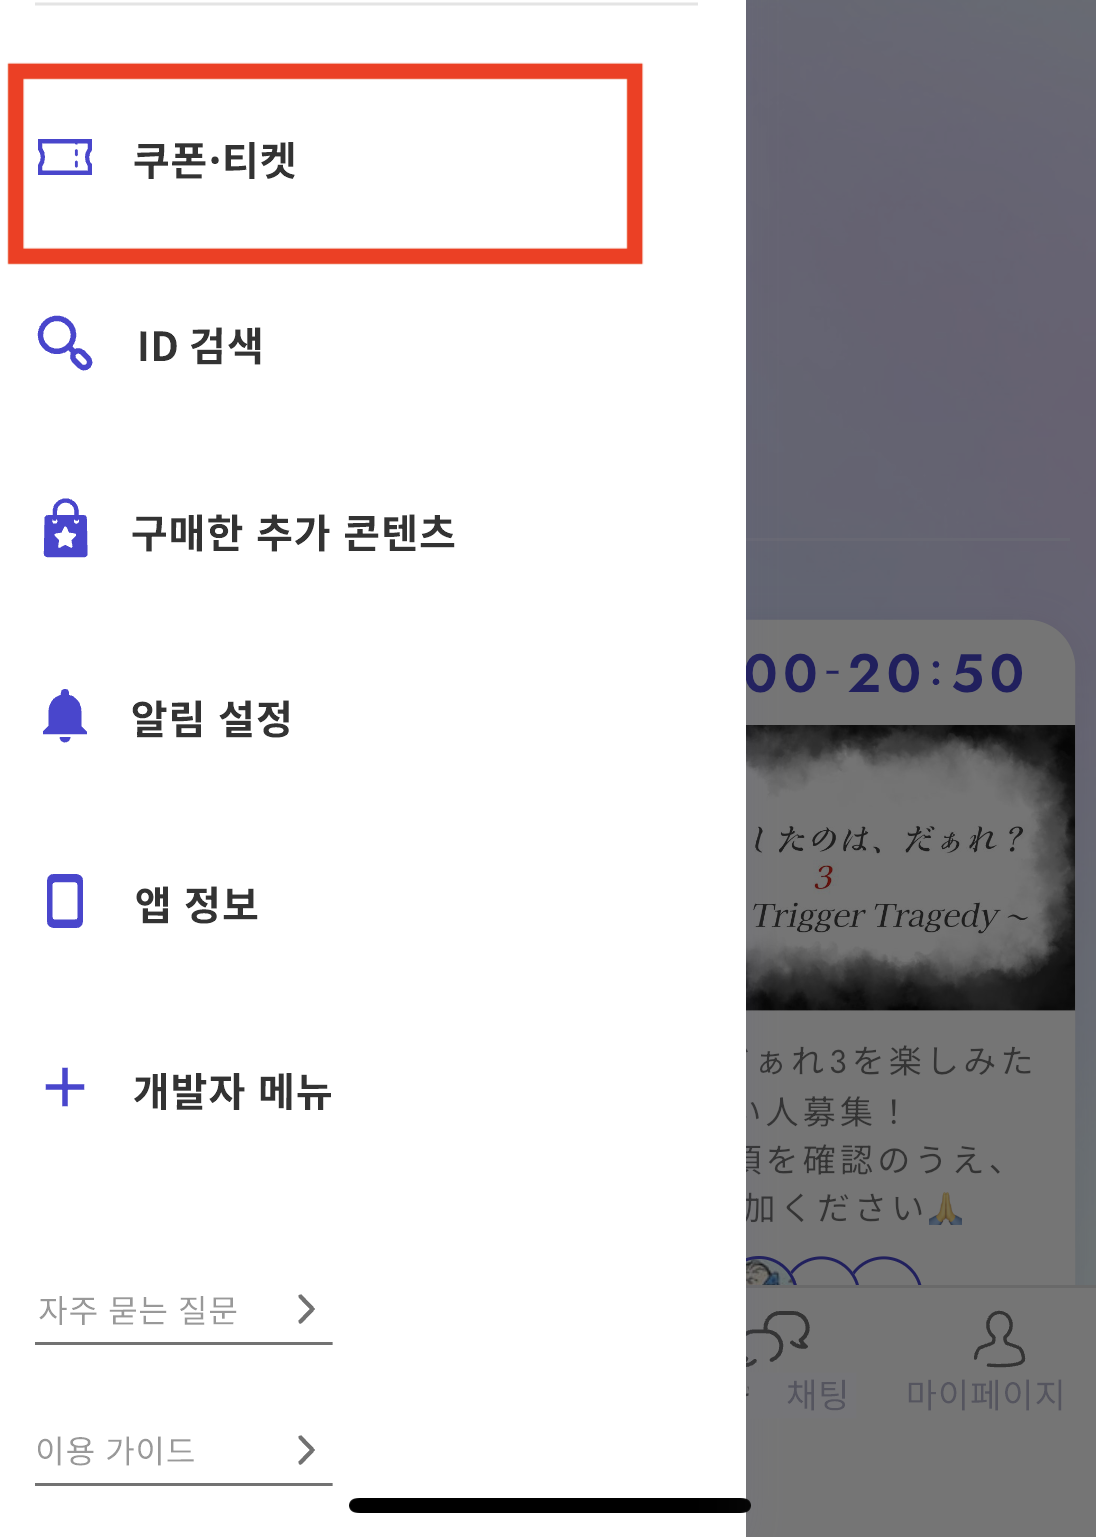 쿠폰·티켓
ID 검색
구매한 추가 콘텐츠
알림 설정
앱 정보
개발자 메뉴
자주 묻는 질문
이용 가이드
00-20:50
したのは、だぁれ？
3
Trigger Tragedy ~
ぁれ3を楽しみた
い人募集！
項を確認のうえ、
加ください🙏
채팅
마이페이지